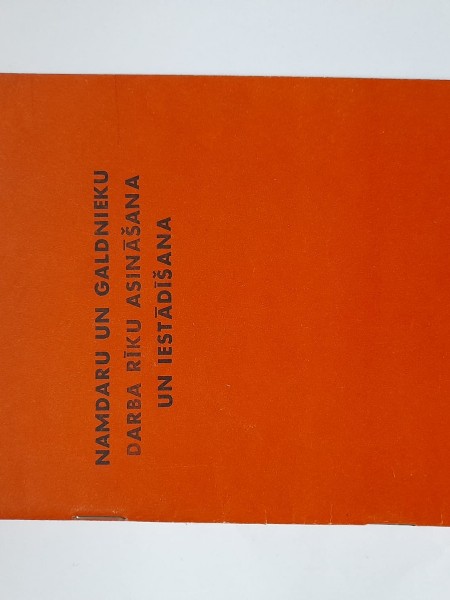 NAMDARU UN GALDNIEKU
DARBA RĪKU ASINĀŠANA
UN IESTĀDĪŠANA